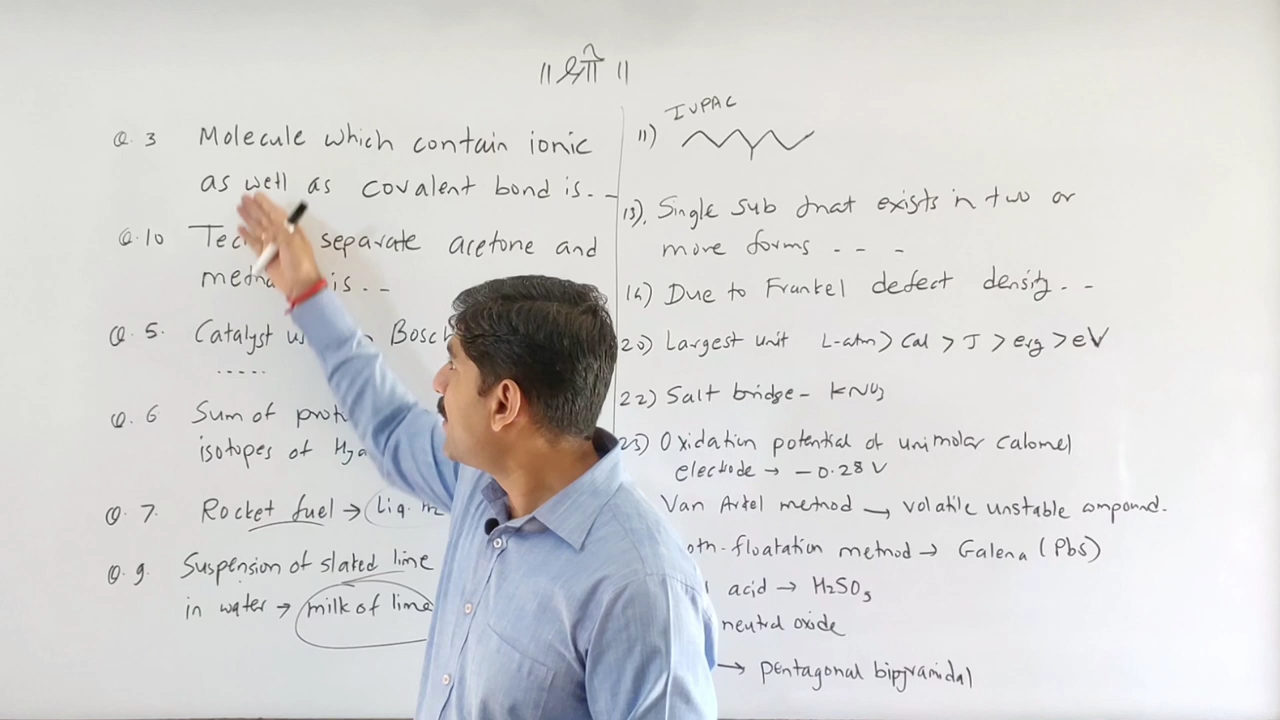 ॥ श्री ॥
Q. 3 Molecule which contain ionic
as well as covalent bond is. -
Q. 10 separate acetone and
is. -
Q. 5. Catalyst Bosch
.....
Q. 6 Sum of
isotopes of
Q. 7. Rocket fuel → Liq. H2
Q. 9. Suspension of slaked lime
in water → milk of lime
IUPAC
11)
13). Single sub that exists in two or
more forms - - -
14) Due to Frankel defect density. - -
20) Largest unit L-atm > Cal > J > erg > eV
22) Salt bridge - KNO3
23) Oxidation potential of unimolar calomel
electrode → - 0.28 V
Van Arkel method → volatile unstable compound.
oth-floatation method → Galena (PbS)
acid → H2SO3
neutral oxide
→ pentagonal bipyramidal